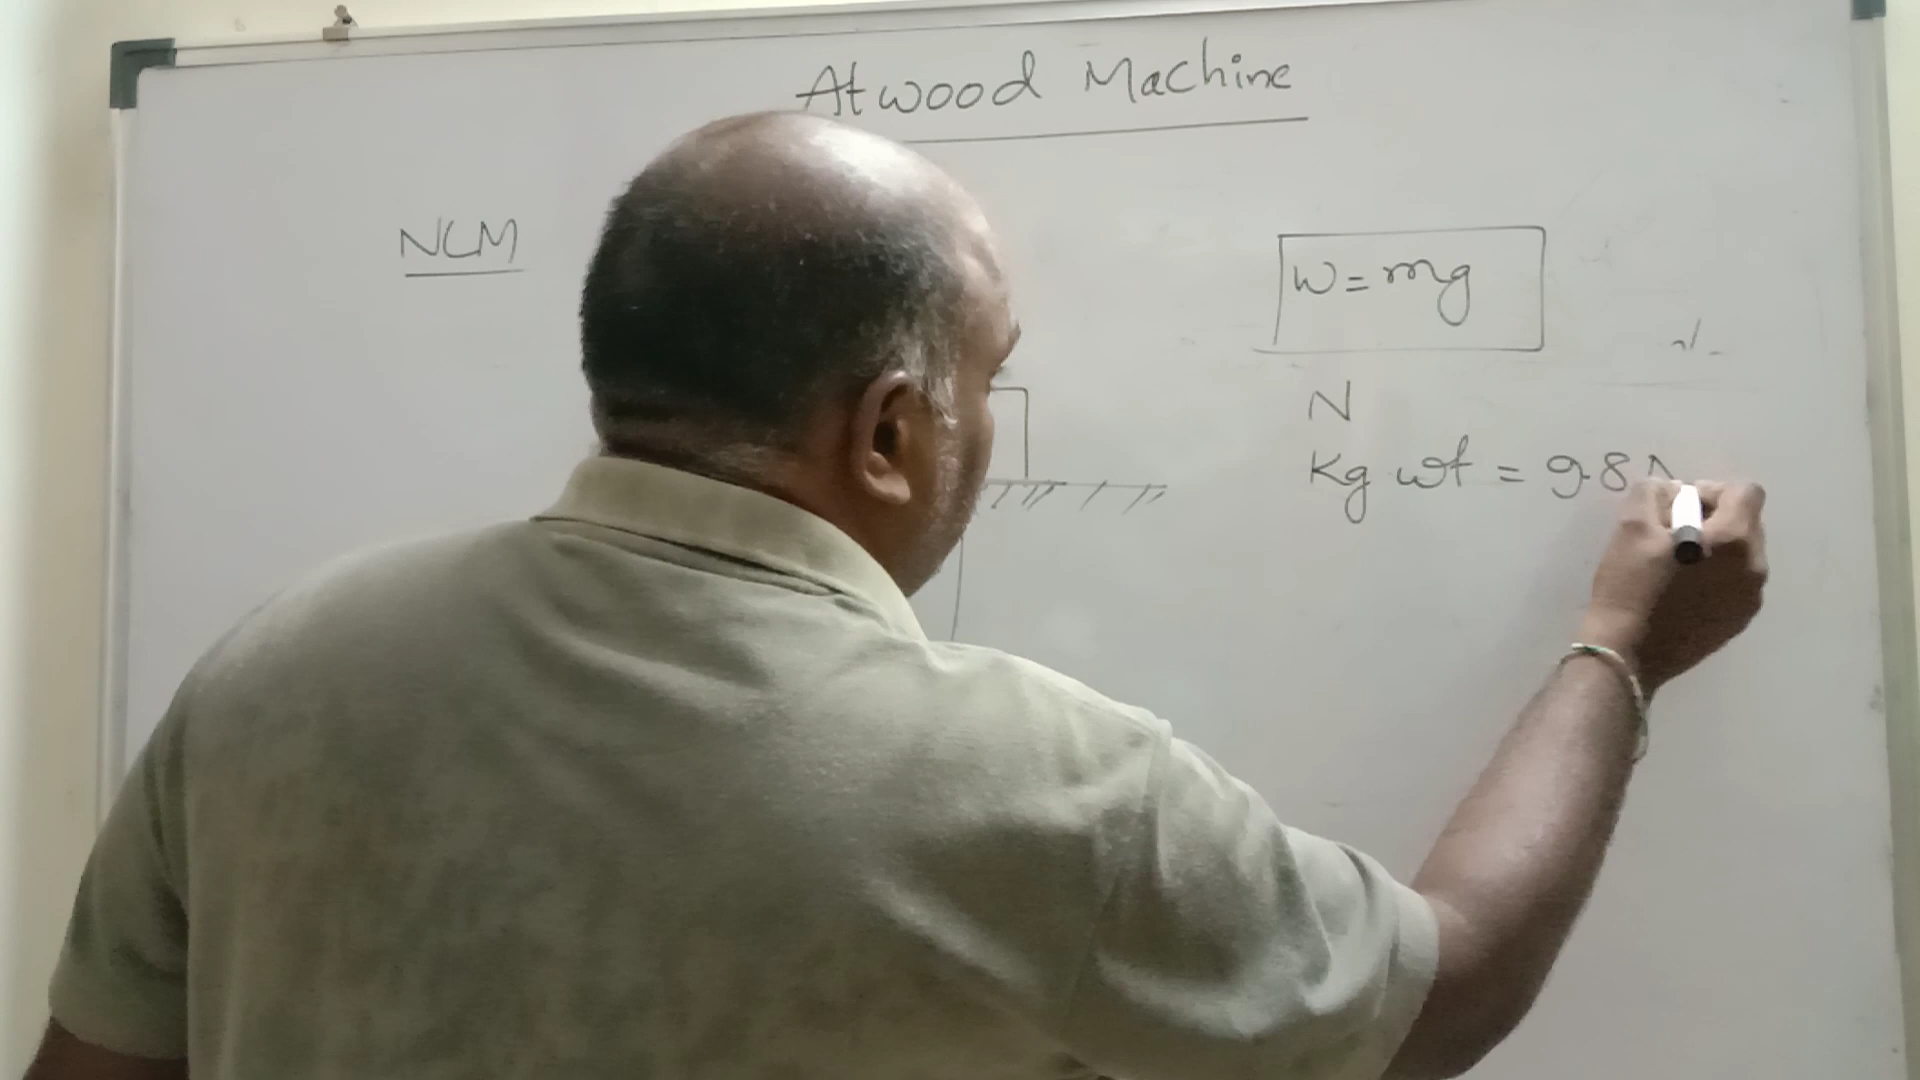 Atwood Machine
NLM
W = mg
N
Kg wt = 9.8 N